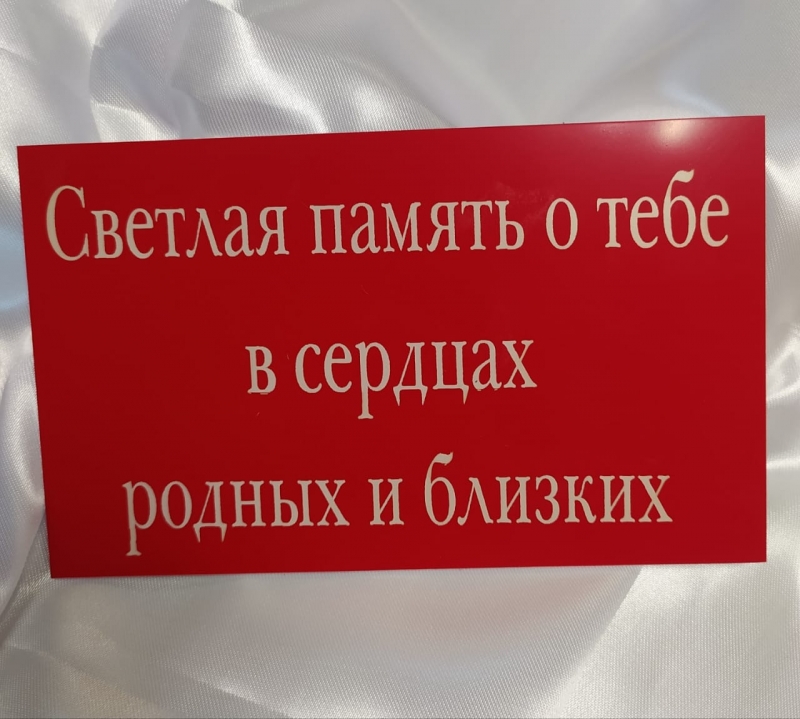 Светлая память о тебе
в сердцах
родных и близких